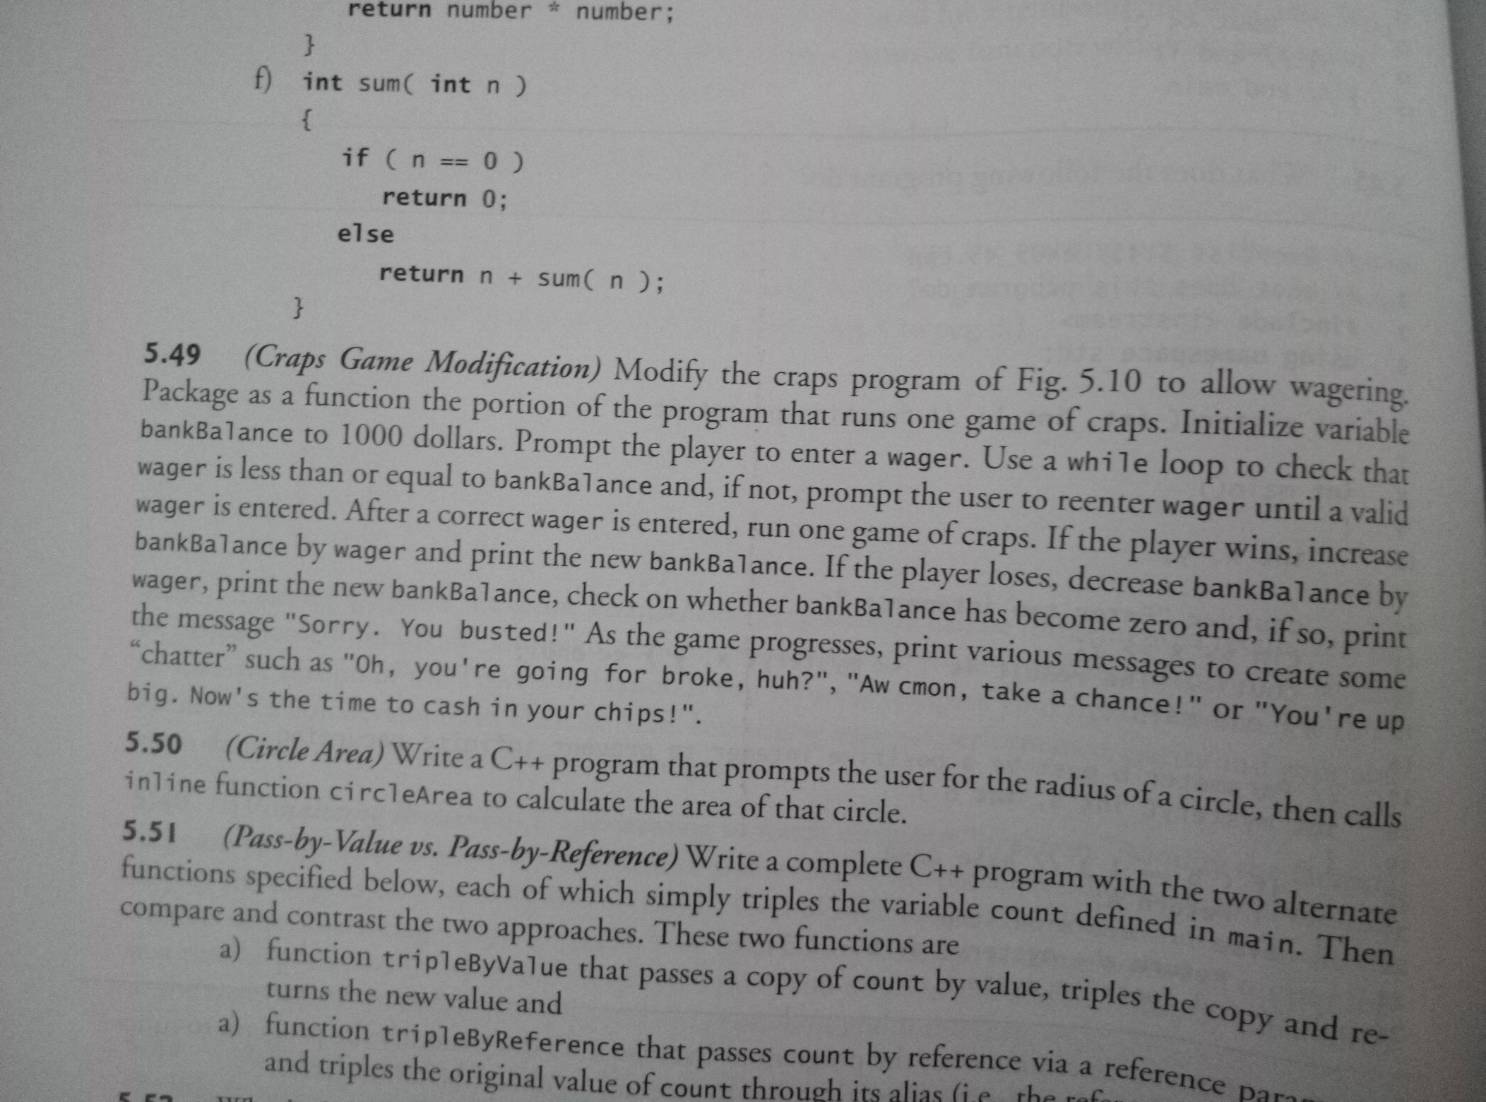 return number * number;
}
f) int sum( int n )
{
if ( n == 0 )
return 0;
else
return n + sum( n );
}
5.49 (Craps Game Modification) Modify the craps program of Fig. 5.10 to allow wagering.
Package as a function the portion of the program that runs one game of craps. Initialize variable
bankBalance to 1000 dollars. Prompt the player to enter a wager. Use a while loop to check that
wager is less than or equal to bankBalance and, if not, prompt the user to reenter wager until a valid
wager is entered. After a correct wager is entered, run one game of craps. If the player wins, increase
bankBalance by wager and print the new bankBalance. If the player loses, decrease bankBalance by
wager, print the new bankBalance, check on whether bankBalance has become zero and, if so, print
the message "Sorry. You busted!" As the game progresses, print various messages to create some
“chatter” such as "Oh, you're going for broke, huh?", "Aw cmon, take a chance!" or "You're up
big. Now's the time to cash in your chips!".
5.50 (Circle Area) Write a C++ program that prompts the user for the radius of a circle, then calls
inline function circleArea to calculate the area of that circle.
5.51 (Pass-by-Value vs. Pass-by-Reference) Write a complete C++ program with the two alternate
functions specified below, each of which simply triples the variable count defined in main. Then
compare and contrast the two approaches. These two functions are
a) function tripleByValue that passes a copy of count by value, triples the copy and re-
turns the new value and
a) function tripleByReference that passes count by reference via a reference
and triples the original value of count through its alias (i.e. the